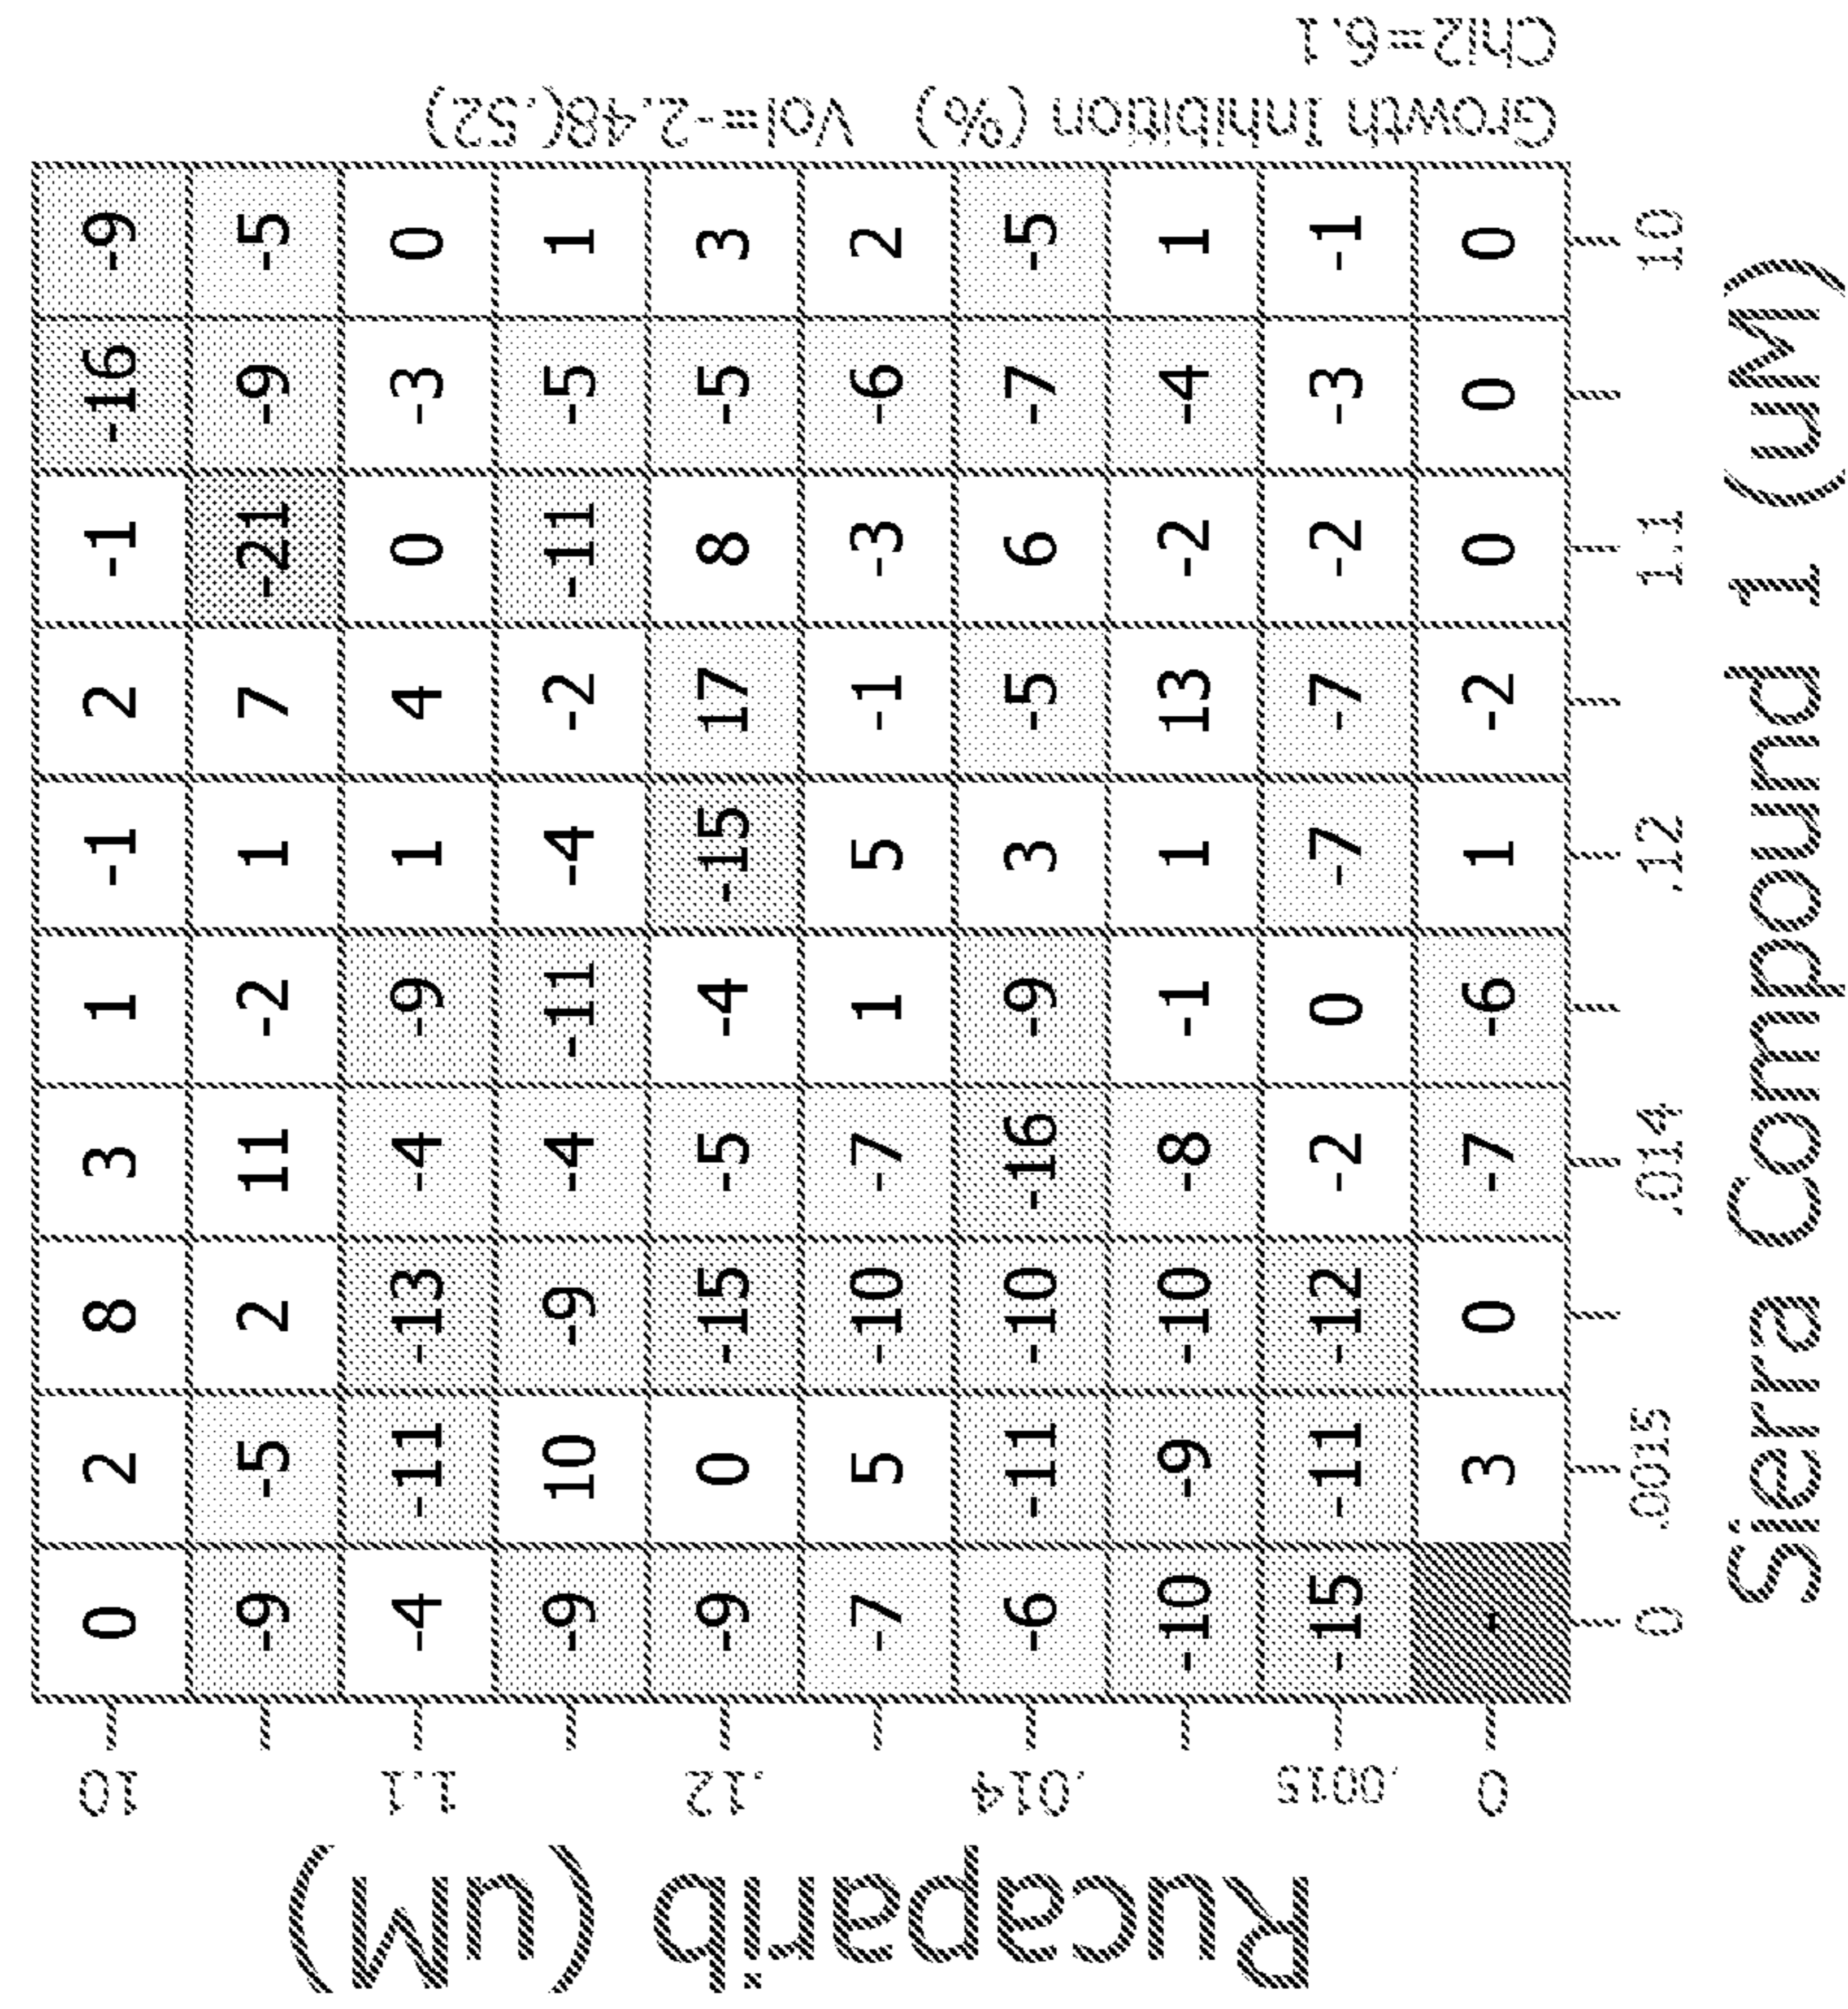 Rucaparib (uM)
10 0 2 8 3 1 -1 2 -1 -16 -9
-9 -5 2 11 -2 1 7 -21 -9 -5
1.1 -4 -11 -13 -4 -9 1 4 0 -3 0
-9 10 -9 -4 -11 -4 -2 -11 -5 1
.12 -9 0 -15 -5 -4 -15 17 8 -5 3
-7 5 -10 -7 1 5 -1 -3 -6 2
.014 -6 -11 -10 -16 -9 3 -5 6 -7 -5
-10 -9 -10 -8 -1 1 13 -2 -4 1
.0015 -15 -11 -12 -2 0 -7 -7 -2 -3 -1
0 - 3 0 -7 -6 1 -2 0 0 0
0 .0015 .014 .12 1.1 10
Sierra Compound 1 (uM)
Growth Inhibition (%) Vol=-2.48(.52)
Chi2=6.1